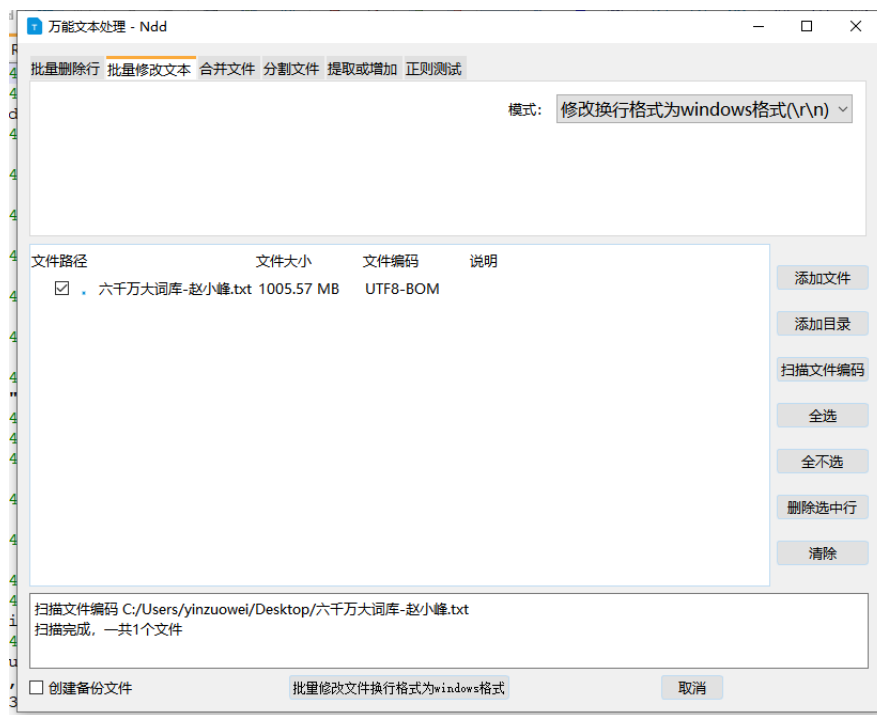 万能文本处理 - Ndd
批量删除行 批量修改文本 合并文件 分割文件 提取或增加 正则测试
模式: 修改换行格式为windows格式(\r\n)
文件路径 文件大小 文件编码 说明
六千万大词库-赵小峰.txt 1005.57 MB UTF8-BOM
添加文件
添加目录
扫描文件编码
全选
全不选
删除选中行
清除
扫描文件编码 C:/Users/yinzuowei/Desktop/六千万大词库-赵小峰.txt
扫描完成，一共1个文件
创建备份文件 批里修改文件换行格式为windows格式 取消